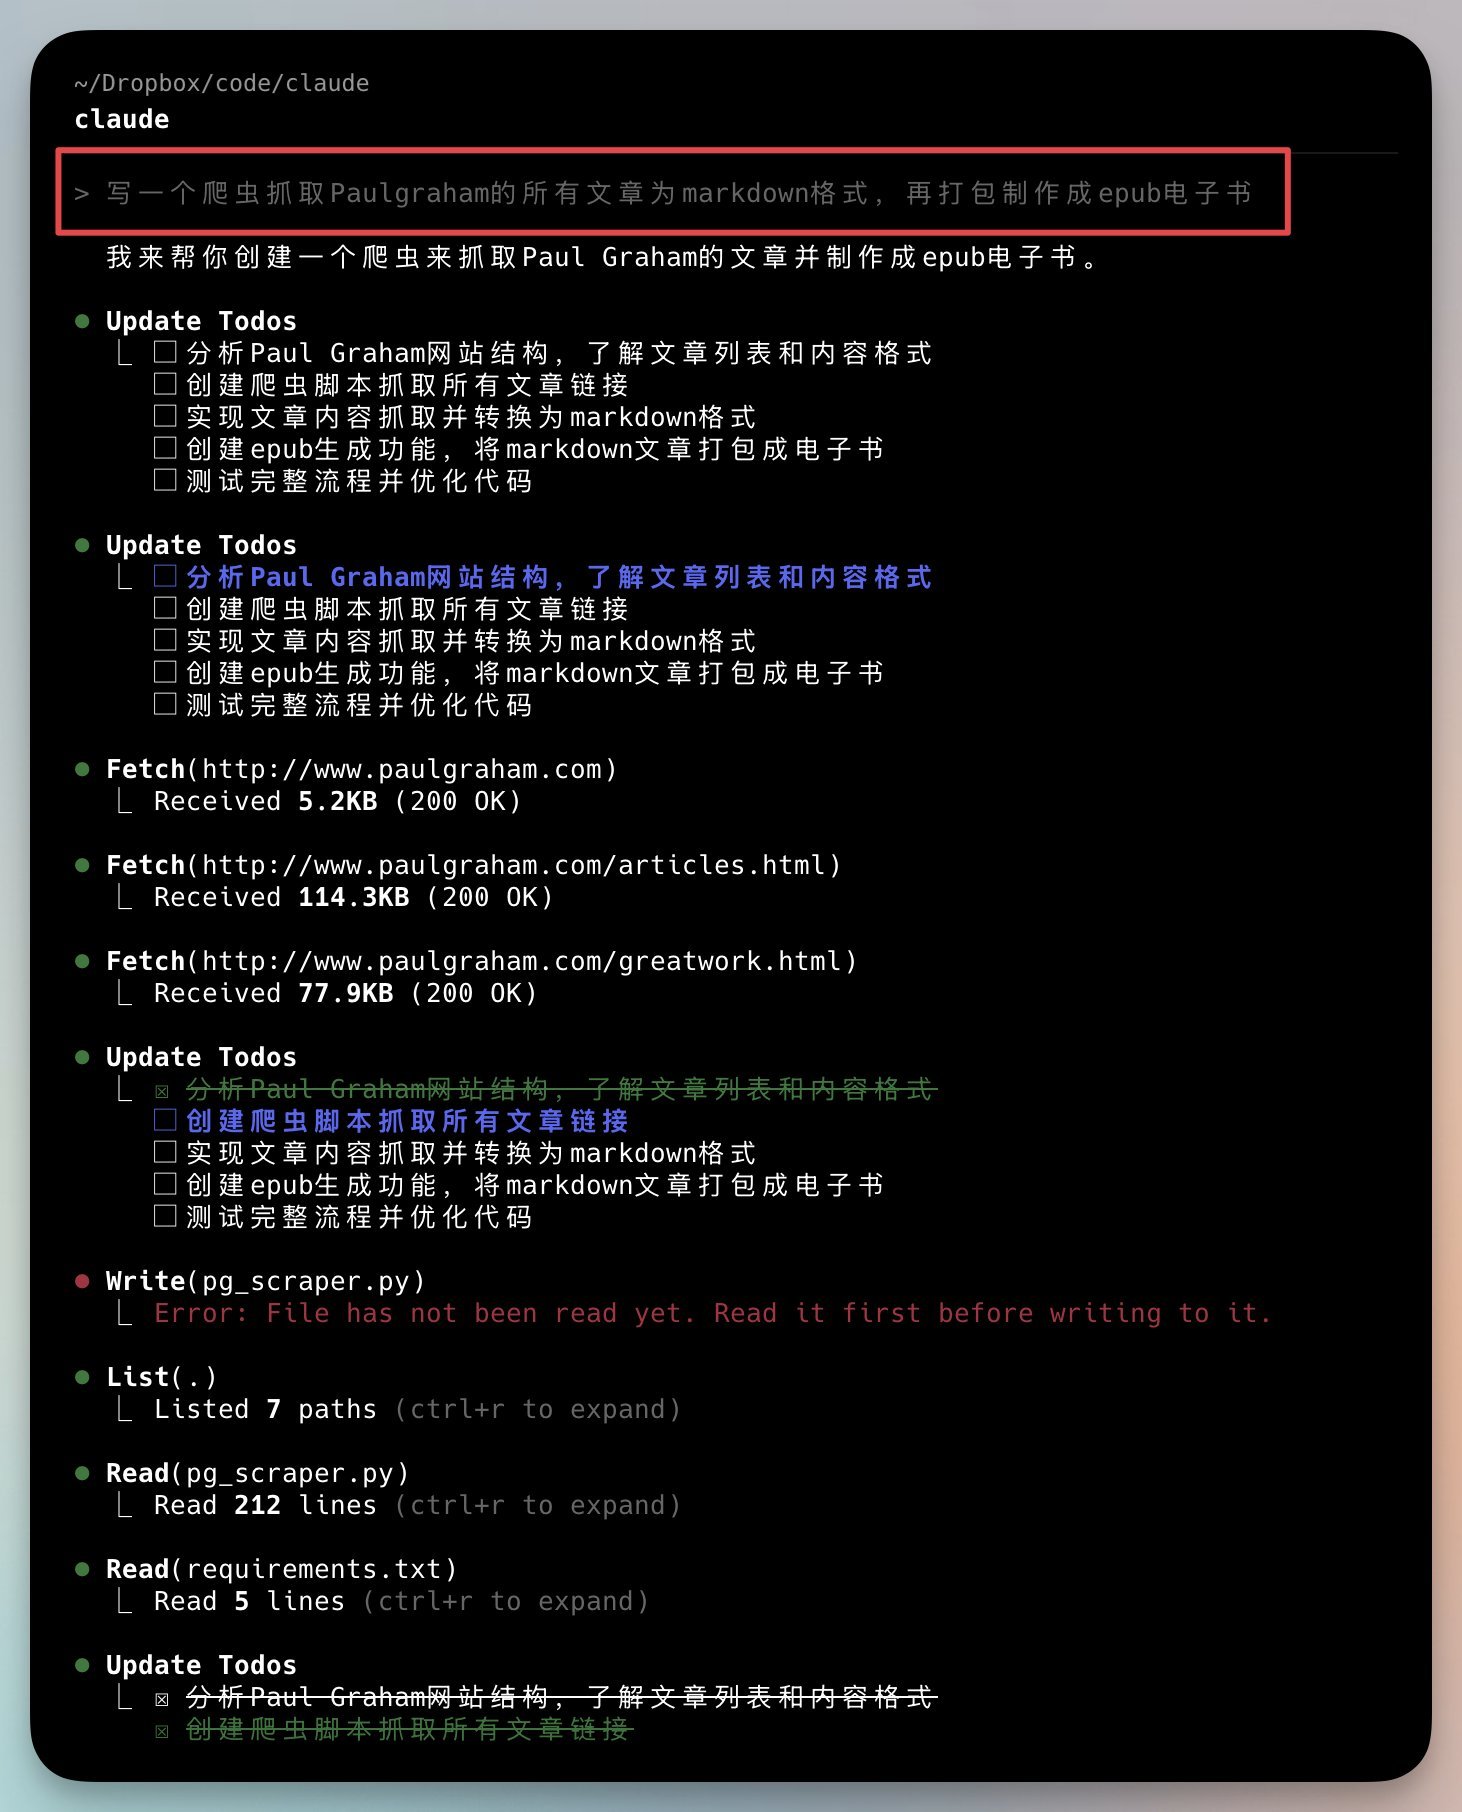 ~/Dropbox/code/claude
claude
> 写一个爬虫抓取Paulgraham的所有文章为markdown格式，再打包制作成epub电子书
我来帮你创建一个爬虫来抓取Paul Graham的文章并制作成epub电子书。
● Update Todos
⎿ ☐ 分析Paul Graham网站结构，了解文章列表和内容格式
☐ 创建爬虫脚本抓取所有文章链接
☐ 实现文章内容抓取并转换为markdown格式
☐ 创建epub生成功能，将markdown文章打包成电子书
☐ 测试完整流程并优化代码
● Update Todos
⎿ ☐ 分析Paul Graham网站结构，了解文章列表和内容格式
☐ 创建爬虫脚本抓取所有文章链接
☐ 实现文章内容抓取并转换为markdown格式
☐ 创建epub生成功能，将markdown文章打包成电子书
☐ 测试完整流程并优化代码
● Fetch(http://www.paulgraham.com)
⎿ Received 5.2KB (200 OK)
● Fetch(http://www.paulgraham.com/articles.html)
⎿ Received 114.3KB (200 OK)
● Fetch(http://www.paulgraham.com/greatwork.html)
⎿ Received 77.9KB (200 OK)
● Update Todos
⎿ ☒ 分析Paul Graham网站结构，了解文章列表和内容格式
☐ 创建爬虫脚本抓取所有文章链接
☐ 实现文章内容抓取并转换为markdown格式
☐ 创建epub生成功能，将markdown文章打包成电子书
☐ 测试完整流程并优化代码
● Write(pg_scraper.py)
⎿ Error: File has not been read yet. Read it first before writing to it.
● List(.)
⎿ Listed 7 paths (ctrl+r to expand)
● Read(pg_scraper.py)
⎿ Read 212 lines (ctrl+r to expand)
● Read(requirements.txt)
⎿ Read 5 lines (ctrl+r to expand)
● Update Todos
⎿ ☒ 分析Paul Graham网站结构，了解文章列表和内容格式
☒ 创建爬虫脚本抓取所有文章链接